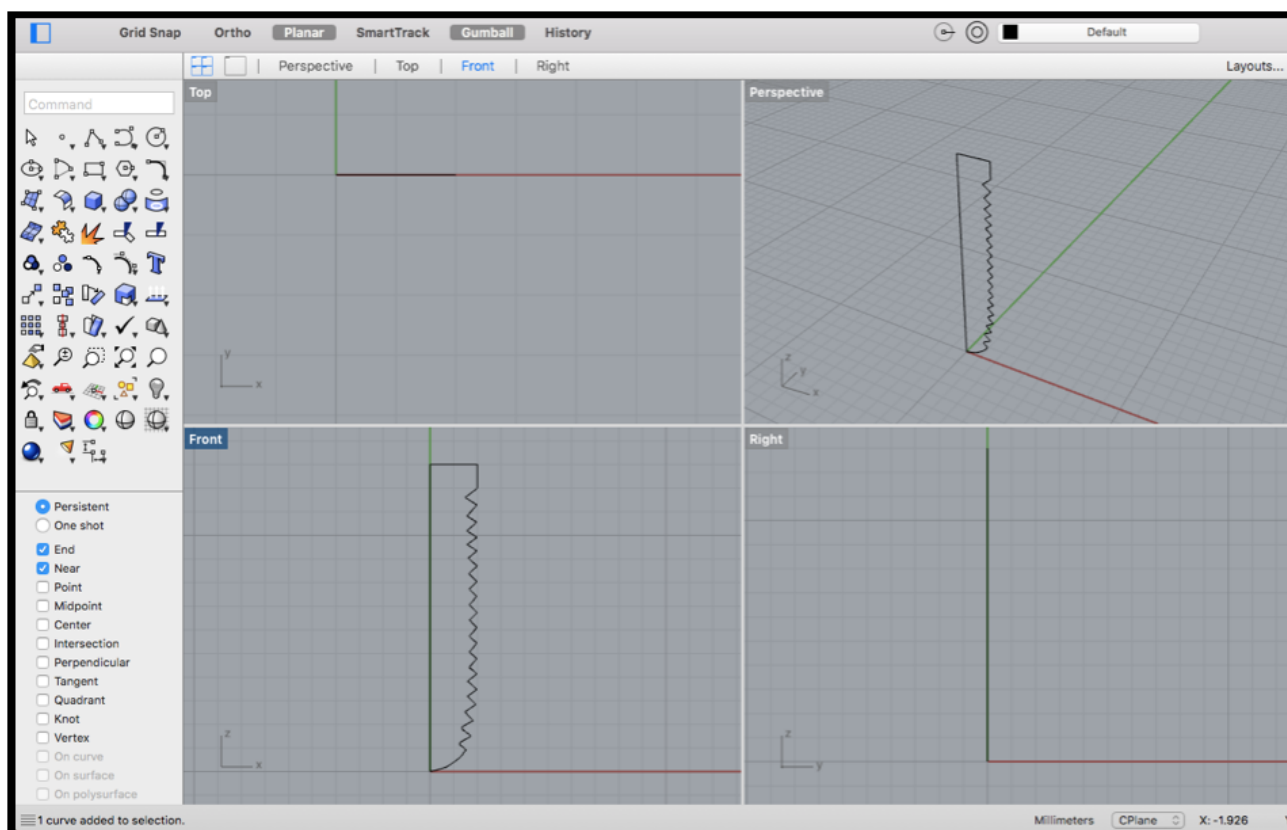 Grid Snap Ortho Planar SmartTrack Gumball History Default
Perspective Top Front Right Layouts...
Command
Top
Perspective
y
x
z
y
x
Front
Right
z
x
z
y
Persistent
One shot
End
Near
Point
Midpoint
Center
Intersection
Perpendicular
Tangent
Quadrant
Knot
Vertex
On curve
On surface
On polysurface
1 curve added to selection. Millimeters CPlane X: -1.926